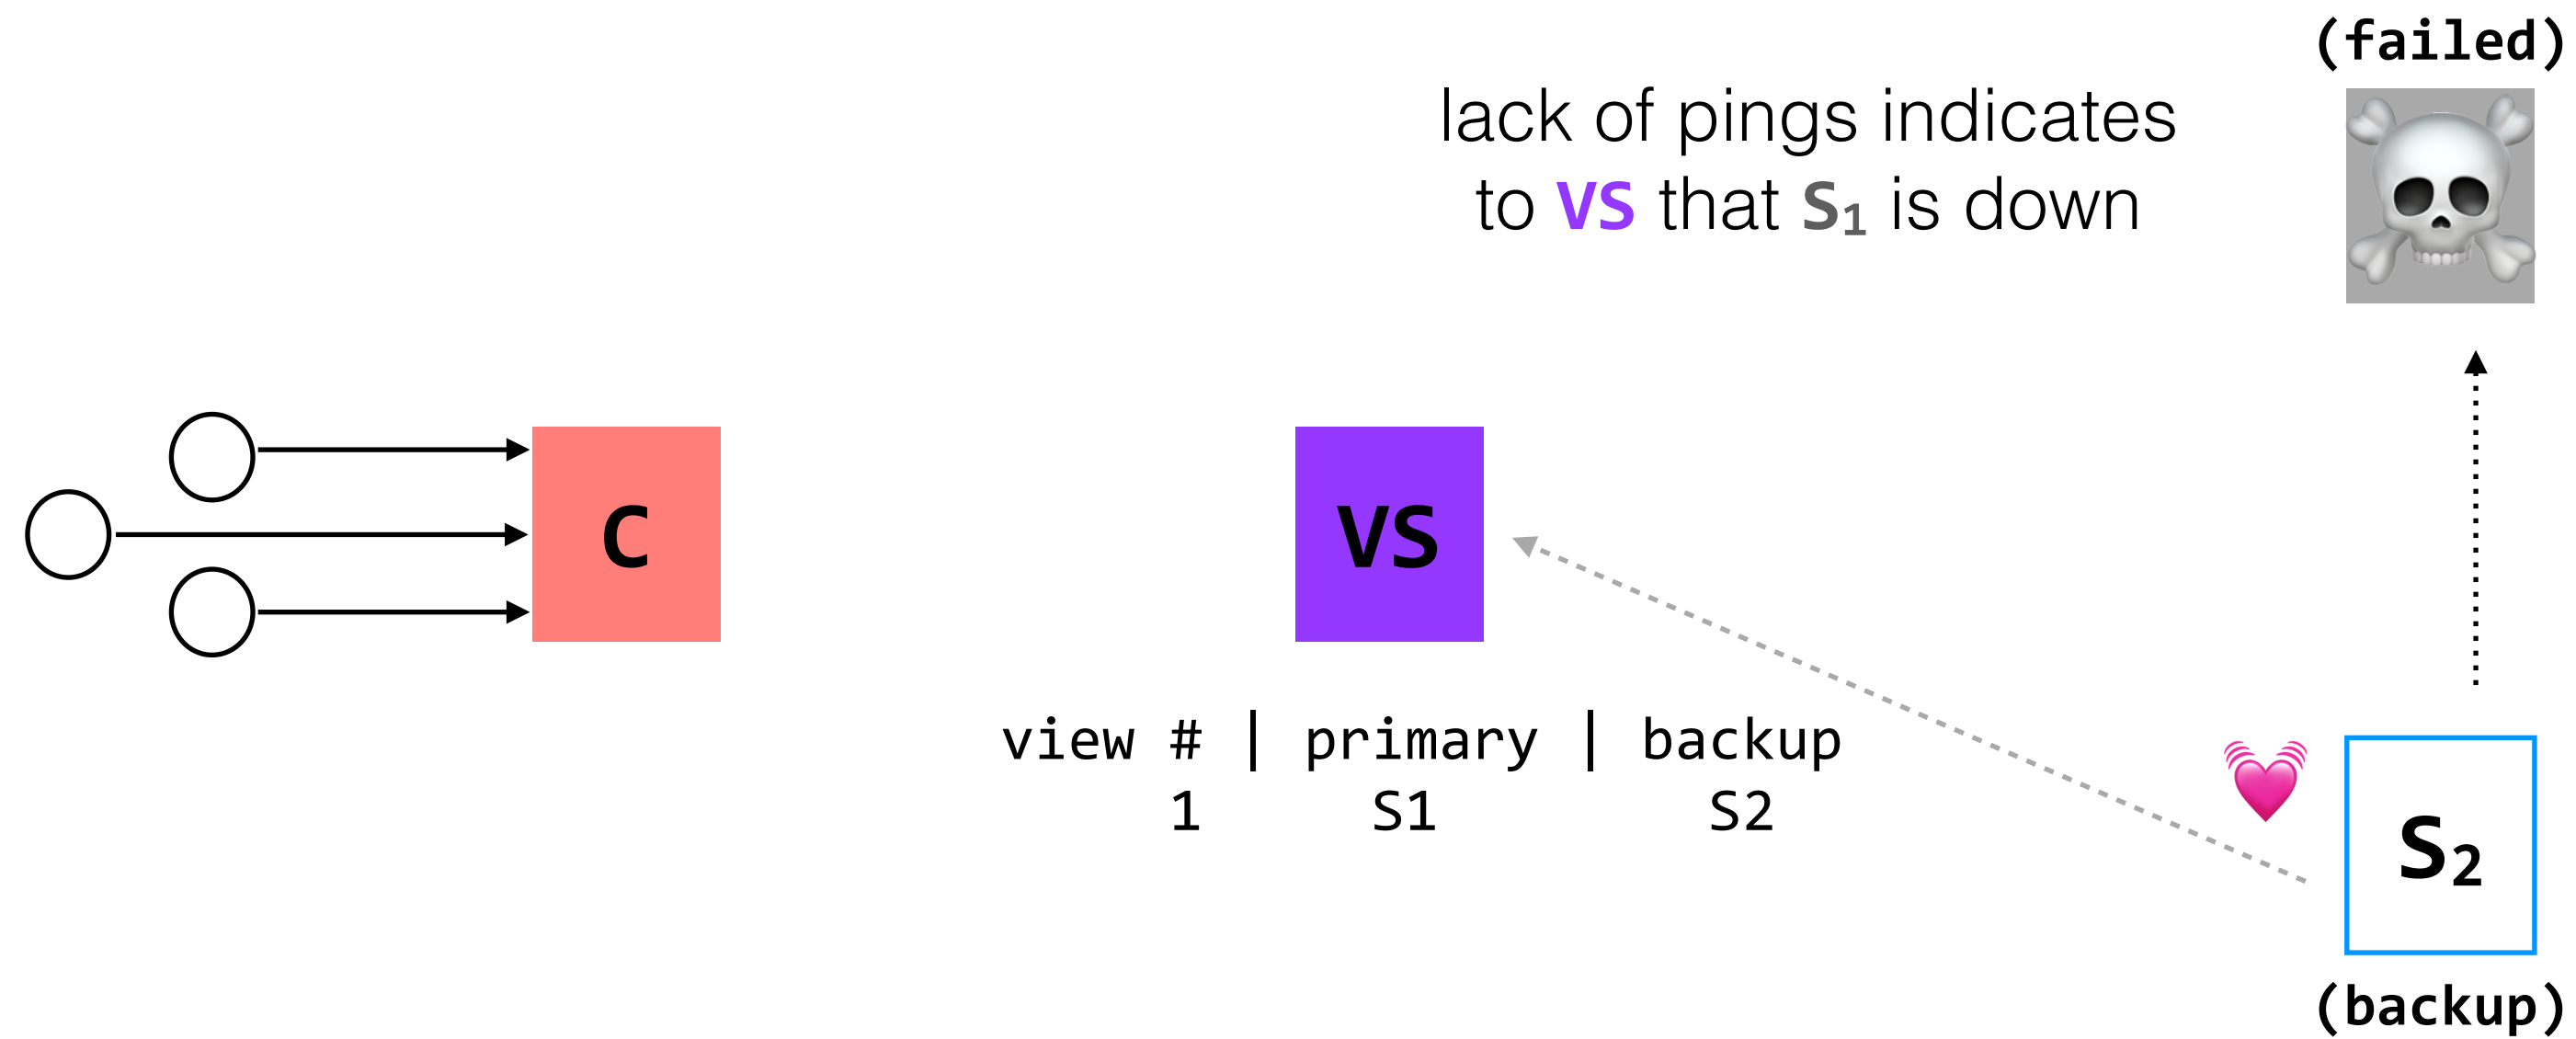 (failed)
lack of pings indicates
to VS that S₁ is down
C
VS
view # | primary | backup
1 S1 S2
S₂
(backup)